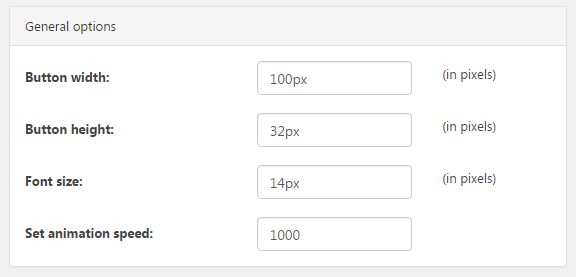 General options
Button width: 100px (in pixels)
Button height: 32px (in pixels)
Font size: 14px (in pixels)
Set animation speed: 1000